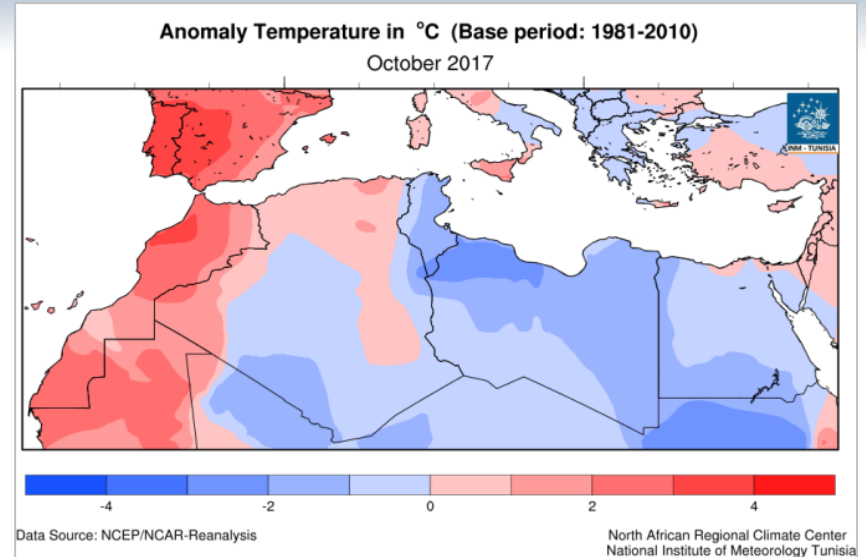 Anomaly Temperature in °C (Base period: 1981-2010)
October 2017
INM - TUNISIA
-4 -2 0 2 4
Data Source: NCEP/NCAR-Reanalysis
North African Regional Climate Center
National Institute of Meteorology Tunisia